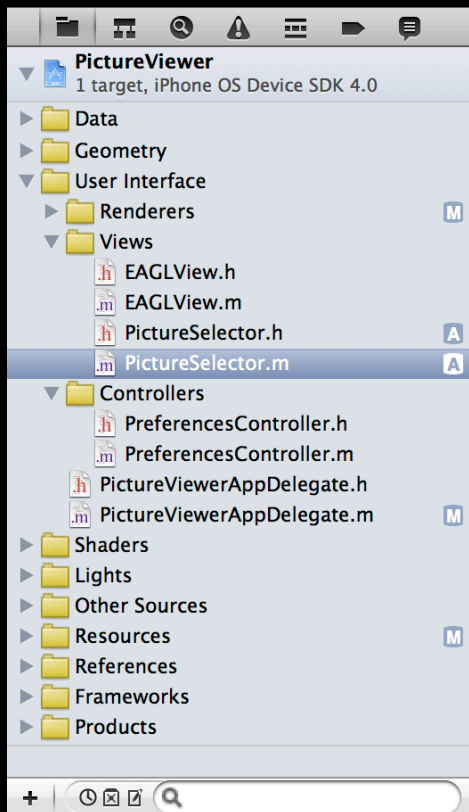 PictureViewer
1 target, iPhone OS Device SDK 4.0
Data
Geometry
User Interface
Renderers M
Views
.h EAGLView.h
.m EAGLView.m
.h PictureSelector.h A
.m PictureSelector.m A
Controllers
.h PreferencesController.h
.m PreferencesController.m
.h PictureViewerAppDelegate.h
.m PictureViewerAppDelegate.m M
Shaders
Lights
Other Sources
Resources M
References
Frameworks
Products